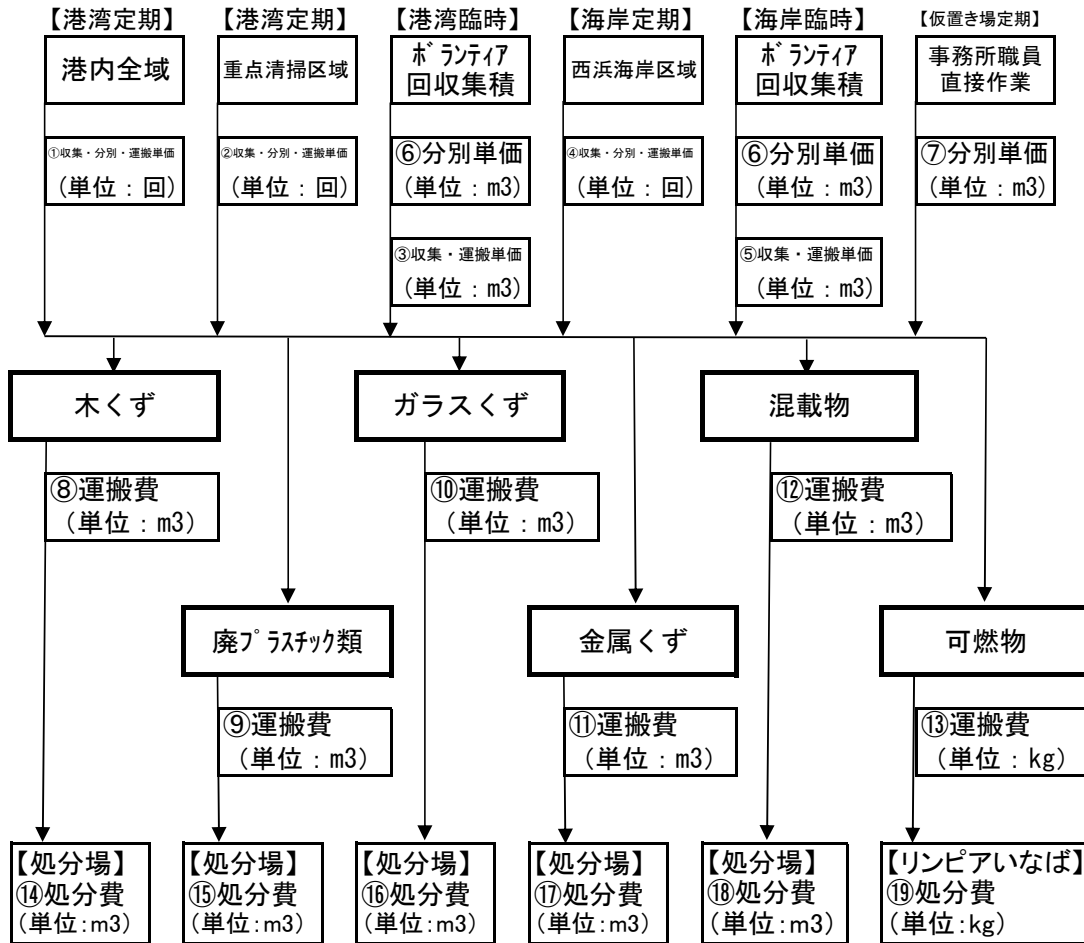 【港湾定期】
港内全域
①収集・分別・運搬単価
(単位：回)
【港湾定期】
重点清掃区域
②収集・分別・運搬単価
(単位：回)
【港湾臨時】
ﾎﾞﾗﾝﾃｨｱ
回収集積
⑥分別単価
(単位：m3)
③収集・運搬単価
(単位：m3)
【海岸定期】
西浜海岸区域
④収集・分別・運搬単価
(単位：回)
【海岸臨時】
ﾎﾞﾗﾝﾃｨｱ
回収集積
⑥分別単価
(単位：m3)
⑤収集・運搬単価
(単位：m3)
【仮置き場定期】
事務所職員
直接作業
⑦分別単価
(単位：m3)
木くず
ガラスくず
混載物
⑧運搬費
(単位：m3)
⑩運搬費
(単位：m3)
⑫運搬費
(単位：m3)
廃ﾌﾟﾗｽﾁｯｸ類
金属くず
可燃物
⑨運搬費
(単位：m3)
⑪運搬費
(単位：m3)
⑬運搬費
(単位：kg)
【処分場】
⑭処分費
(単位:m3)
【処分場】
⑮処分費
(単位:m3)
【処分場】
⑯処分費
(単位:m3)
【処分場】
⑰処分費
(単位:m3)
【処分場】
⑱処分費
(単位:m3)
【リンピアいなば】
⑲処分費
(単位:kg)